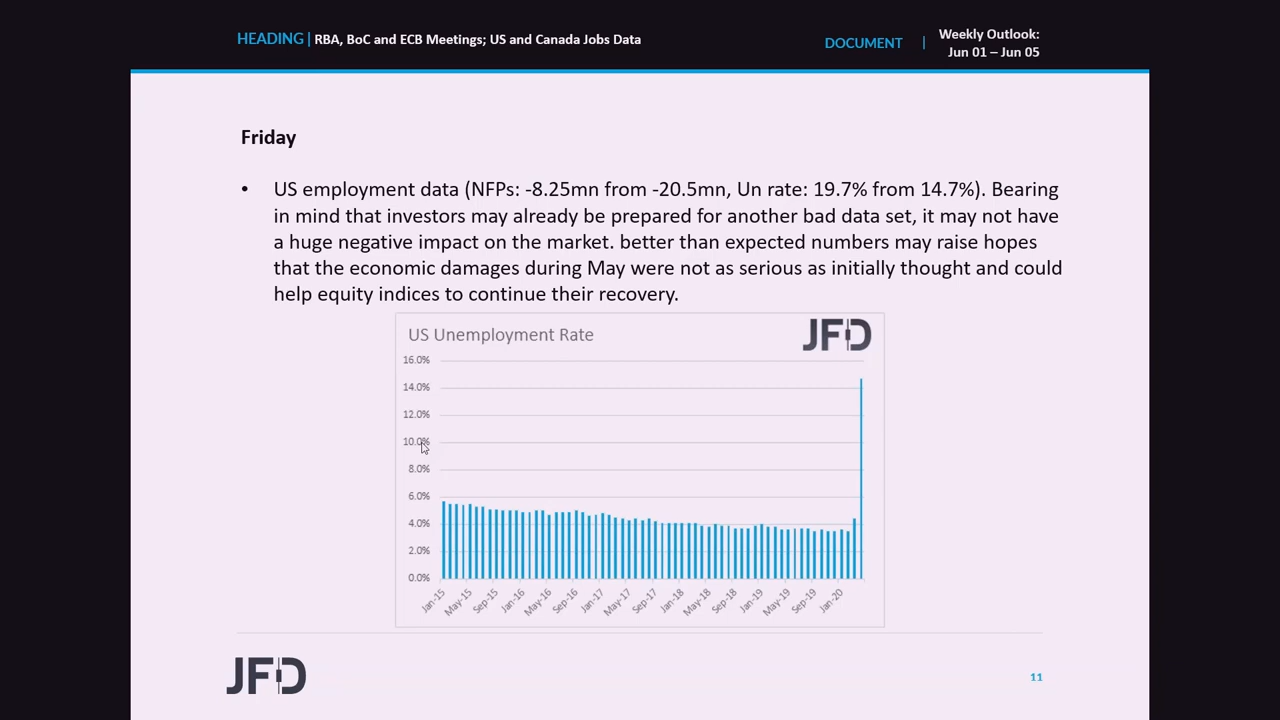 HEADING | RBA, BoC and ECB Meetings; US and Canada Jobs Data
DOCUMENT | Weekly Outlook:
Jun 01 – Jun 05
Friday
• US employment data (NFPs: -8.25mn from -20.5mn, Un rate: 19.7% from 14.7%). Bearing
in mind that investors may already be prepared for another bad data set, it may not have
a huge negative impact on the market. better than expected numbers may raise hopes
that the economic damages during May were not as serious as initially thought and could
help equity indices to continue their recovery.
US Unemployment Rate
JFD
16.0%
14.0%
12.0%
10.0%
8.0%
6.0%
4.0%
2.0%
0.0%
Jan-15 May-15 Sep-15 Jan-16 May-16 Sep-16 Jan-17 May-17 Sep-17 Jan-18 May-18 Sep-18 Jan-19 May-19 Sep-19 Jan-20
JFD
11